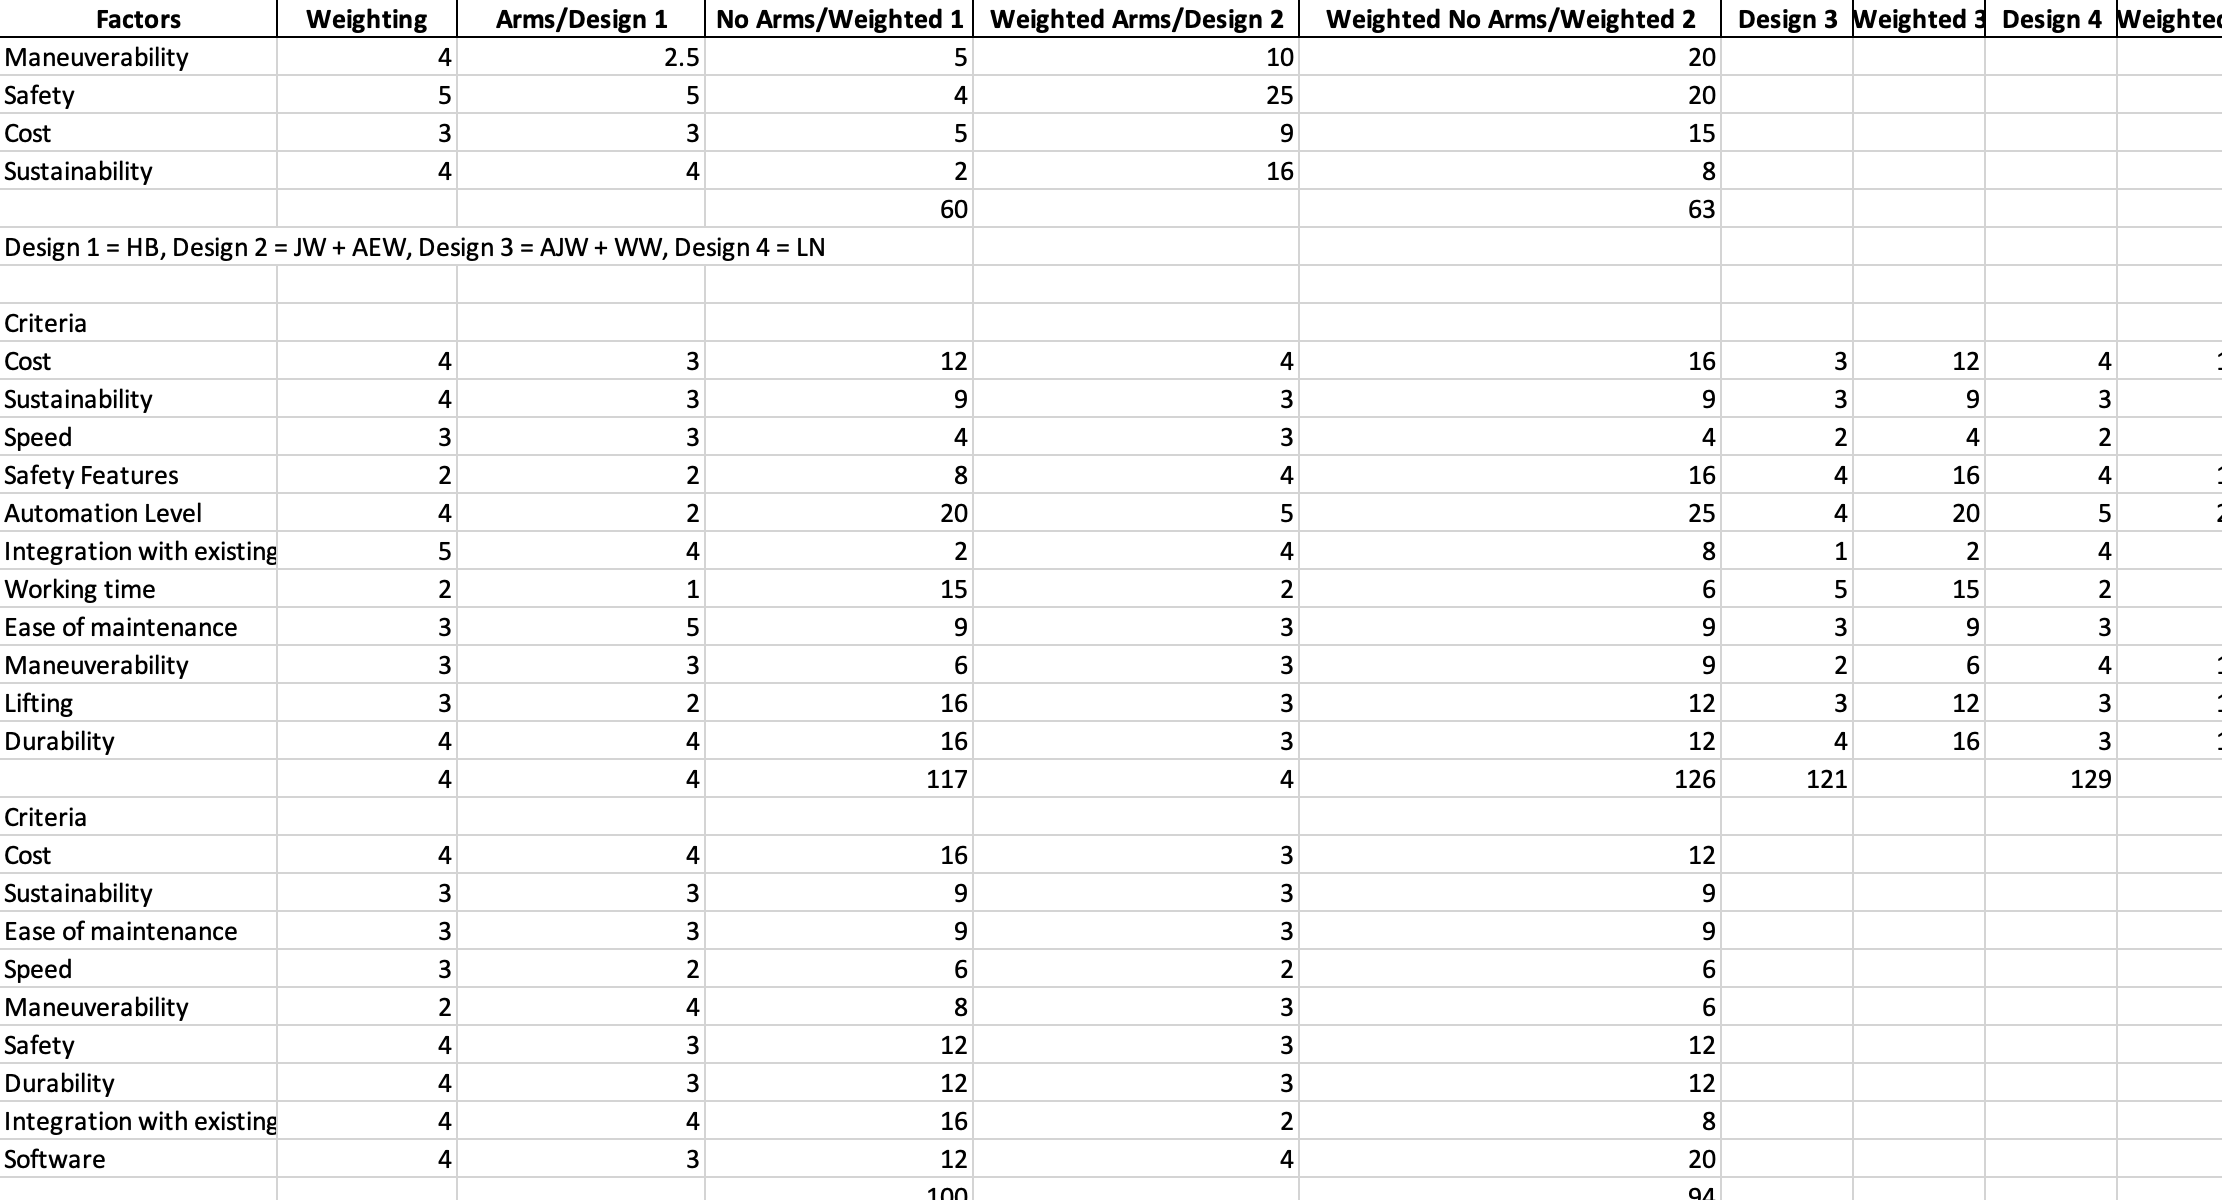 Factors Weighting Arms/Design 1 No Arms/Weighted 1 Weighted Arms/Design 2 Weighted No Arms/Weighted 2 Design 3 Weighted 3 Design 4
Maneuverability 4 2.5 5 10 20
Safety 5 5 4 25 20
Cost 3 3 5 9 15
Sustainability 4 4 2 16 8
60 63
Design 1 = HB, Design 2 = JW + AEW, Design 3 = AJW + WW, Design 4 = LN
Criteria
Cost 4 3 12 4 16 3 12 4
Sustainability 4 3 9 3 9 3 9 3
Speed 3 3 4 3 4 2 4 2
Safety Features 2 2 8 4 16 4 16 4
Automation Level 4 2 20 5 25 4 20 5
Integration with existing 5 4 2 4 8 1 2 4
Working time 2 1 15 2 6 5 15 2
Ease of maintenance 3 5 9 3 9 3 9 3
Maneuverability 3 3 6 3 9 2 6 4
Lifting 3 2 16 3 12 3 12 3
Durability 4 4 16 3 12 4 16 3
4 4 117 4 126 121 129
Criteria
Cost 4 4 16 3 12
Sustainability 3 3 9 3 9
Ease of maintenance 3 3 9 3 9
Speed 3 2 6 2 6
Maneuverability 2 4 8 3 6
Safety 4 3 12 3 12
Durability 4 3 12 3 12
Integration with existing 4 4 16 2 8
Software 4 3 12 4 20
100 94